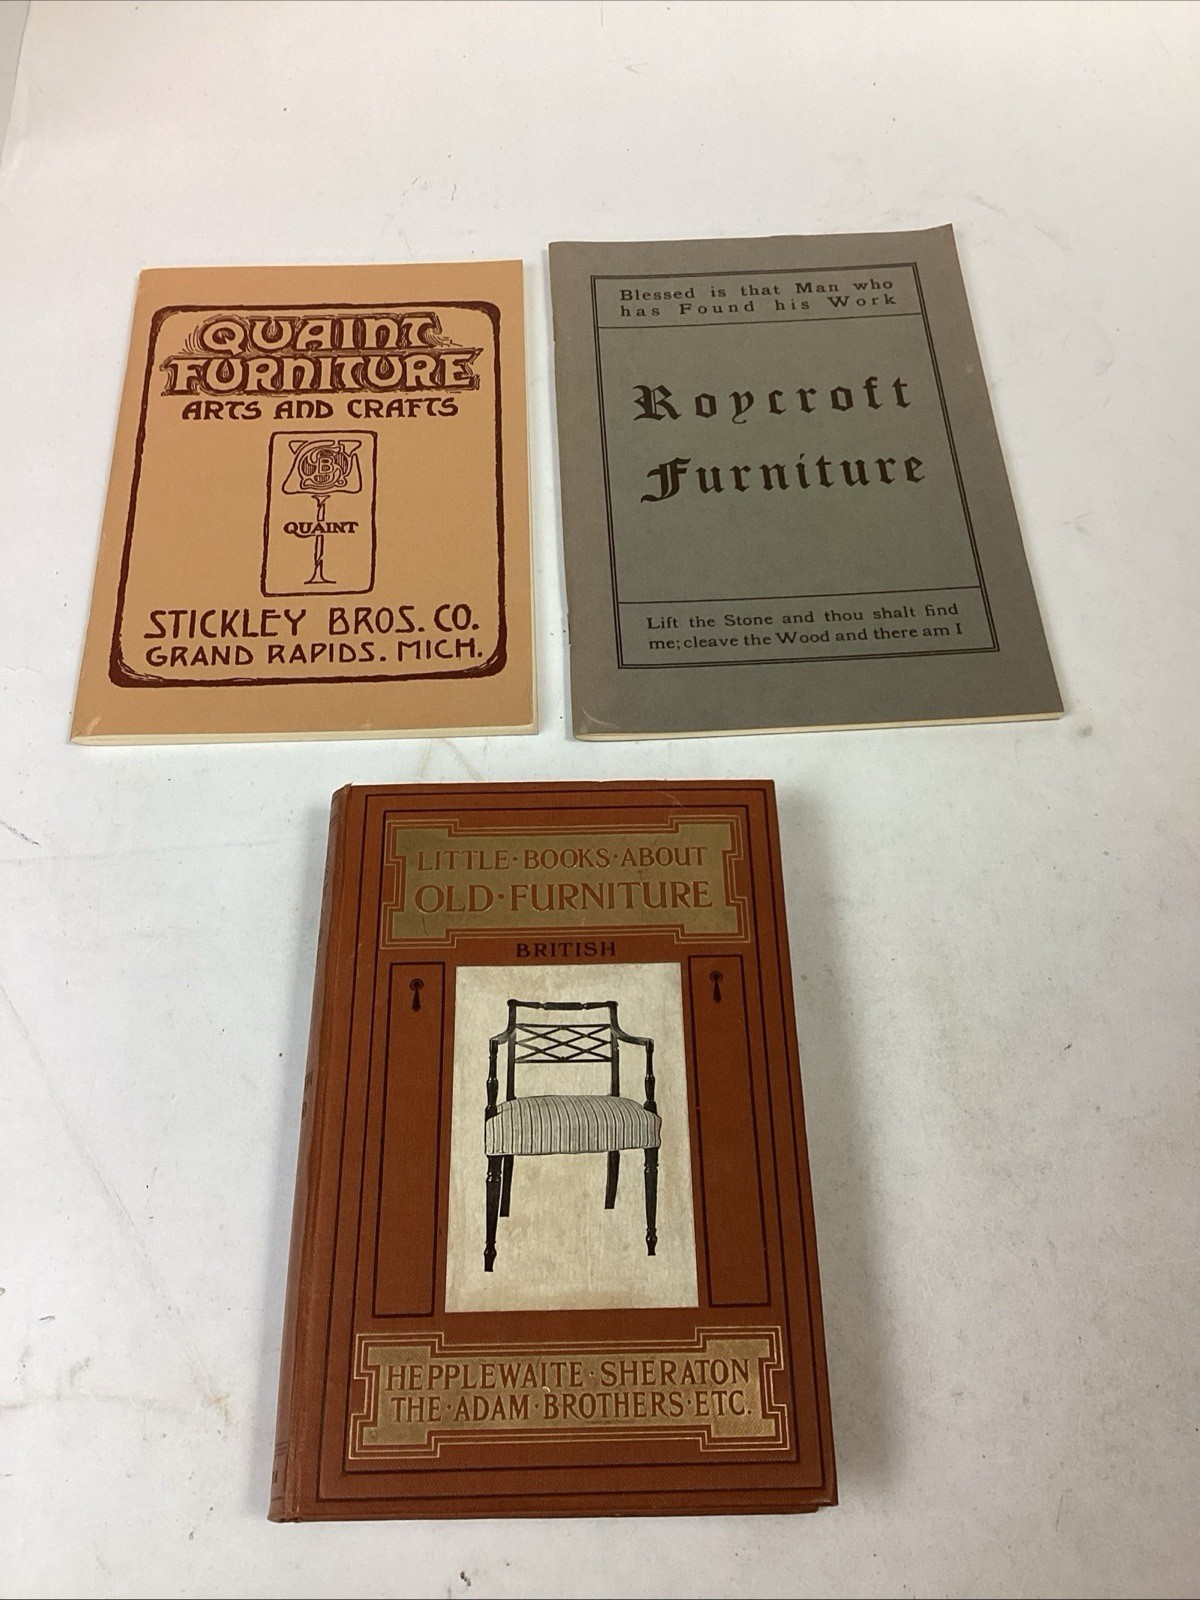 QUAINT
FURNITURE
ARTS AND CRAFTS
B
QUAINT
STICKLEY BROS. CO.
GRAND RAPIDS. MICH.
Blessed is that Man who
has Found his Work
Roycroft
Furniture
Lift the Stone and thou shalt find
me; cleave the Wood and there am I
LITTLE·BOOKS·ABOUT
OLD·FURNITURE
BRITISH
HEPPLEWAITE·SHERATON
THE·ADAM·BROTHERS·ETC.